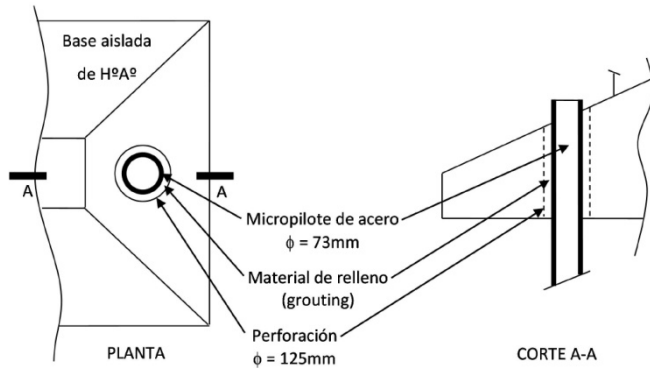 Base aislada
de HºAº
A
A
Micropilote de acero
ϕ = 73mm
Material de relleno
(grouting)
Perforación
ϕ = 125mm
PLANTA
CORTE A-A